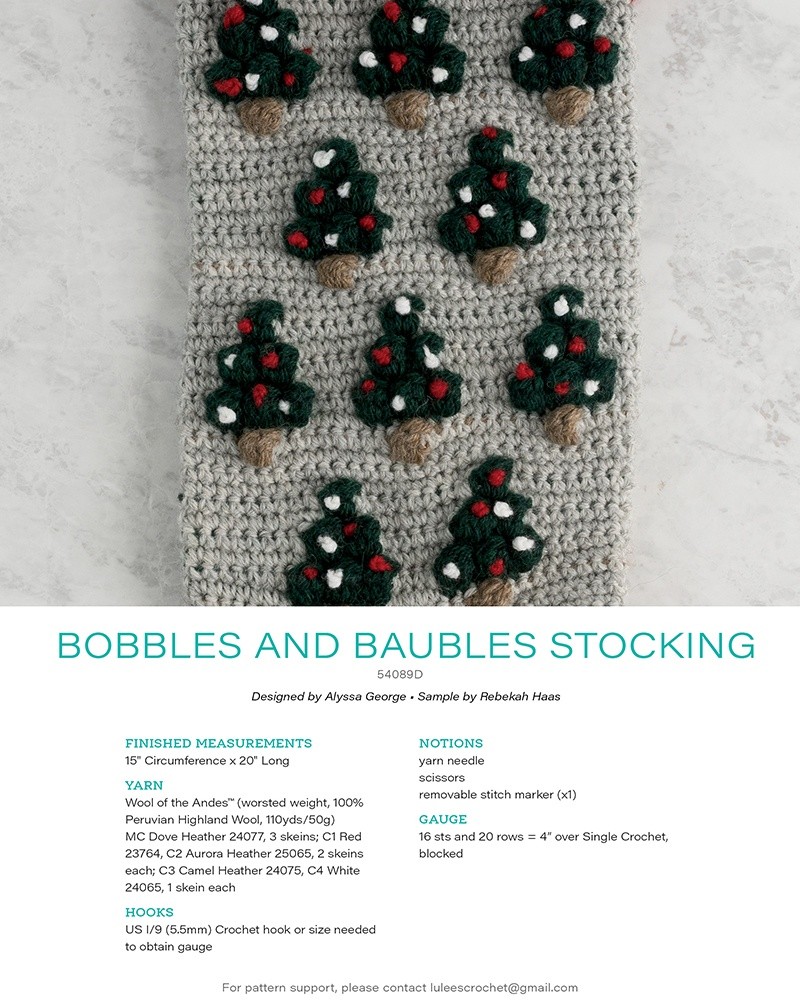 BOBBLES AND BAUBLES STOCKING
54089D
Designed by Alyssa George • Sample by Rebekah Haas
FINISHED MEASUREMENTS
15" Circumference x 20" Long
YARN
Wool of the Andes™ (worsted weight, 100%
Peruvian Highland Wool, 110yds/50g)
MC Dove Heather 24077, 3 skeins; C1 Red
23764, C2 Aurora Heather 25065, 2 skeins
each; C3 Camel Heather 24075, C4 White
24065, 1 skein each
HOOKS
US I/9 (5.5mm) Crochet hook or size needed
to obtain gauge
NOTIONS
yarn needle
scissors
removable stitch marker (x1)
GAUGE
16 sts and 20 rows = 4" over Single Crochet,
blocked
For pattern support, please contact luleescrochet@gmail.com